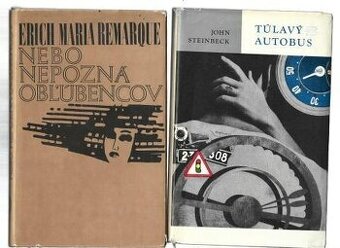 ERICH MARIA REMARQUE
NEBO
NEPOZNÁ
OBĽÚBENCOV
JOHN
STEINBECK
TÚLAVÝ
AUTOBUS